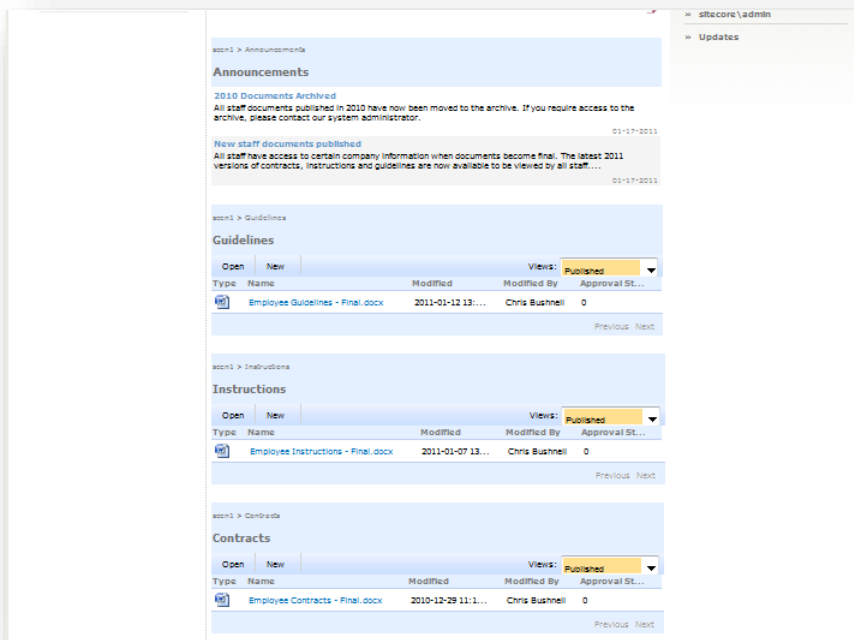 sitecore\admin
Updates
sccn1 > Announcements
Announcements
2010 Documents Archived
All staff documents published in 2010 have now been moved to the archive. If you require access to the
archive, please contact our system administrator.
01-17-2011
New staff documents published
All staff have access to certain company information when documents become final. The latest 2011
versions of contracts, instructions and guidelines are now available to be viewed by all staff....
01-17-2011
> Guidelines
Guidelines
Open New Views: Published
Type Name Modified Modified By Approval St...
Employee Guidelines - Final.docx 2011-01-12 13:... Chris Bushnell 0
Previous Next
> Instructions
Instructions
Open New Views: Published
Type Name Modified Modified By Approval St...
Employee Instructions - Final.docx 2011-01-07 13... Chris Bushnell 0
Previous Next
> Contracts
Contracts
Open New Views: Published
Type Name Modified Modified By Approval St...
Employee Contracts - Final.docx 2010-12-29 11:1... Chris Bushnell 0
Previous Next